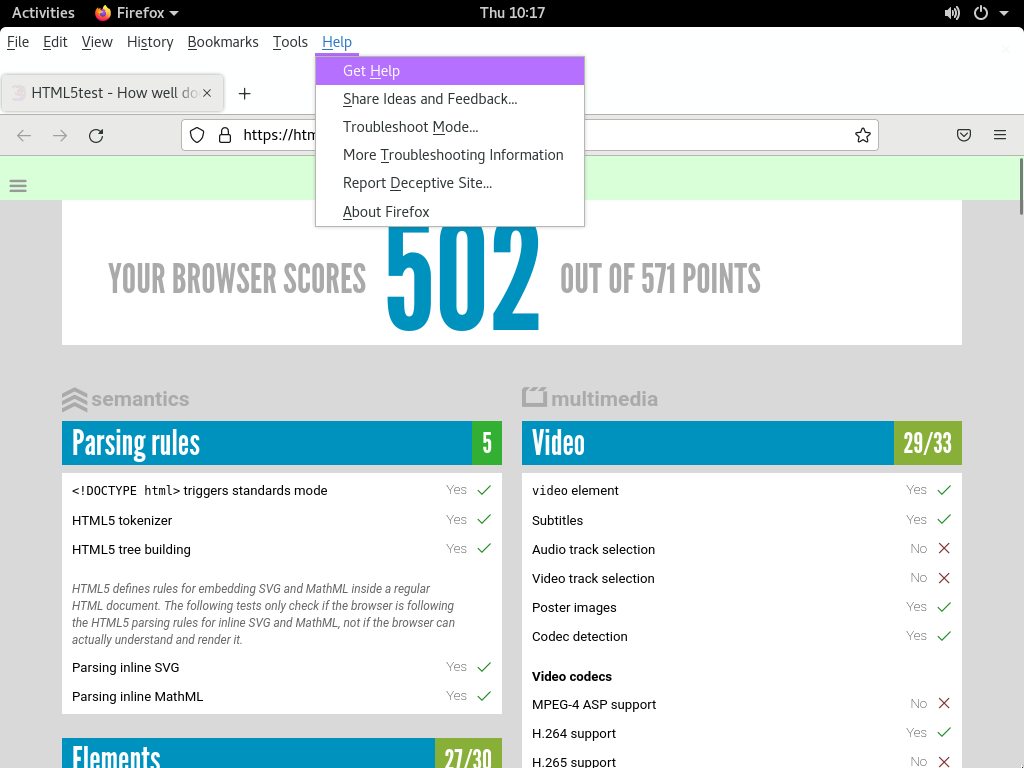 Activities Firefox Thu 10:17
File Edit View History Bookmarks Tools Help
Get Help
HTML5test - How well do
Share Ideas and Feedback...
Troubleshoot Mode...
https://htm
More Troubleshooting Information
Report Deceptive Site...
About Firefox
YOUR BROWSER SCORES 502 OUT OF 571 POINTS
semantics
Parsing rules 5
<!DOCTYPE html> triggers standards mode Yes
HTML5 tokenizer Yes
HTML5 tree building Yes
HTML5 defines rules for embedding SVG and MathML inside a regular
HTML document. The following tests only check if the browser is following
the HTML5 parsing rules for inline SVG and MathML, not if the browser can
actually understand and render it.
Parsing inline SVG Yes
Parsing inline MathML Yes
Elements 27/30
multimedia
Video 29/33
video element Yes
Subtitles Yes
Audio track selection No
Video track selection No
Poster images Yes
Codec detection Yes
Video codecs
MPEG-4 ASP support No
H.264 support Yes
H.265 support No